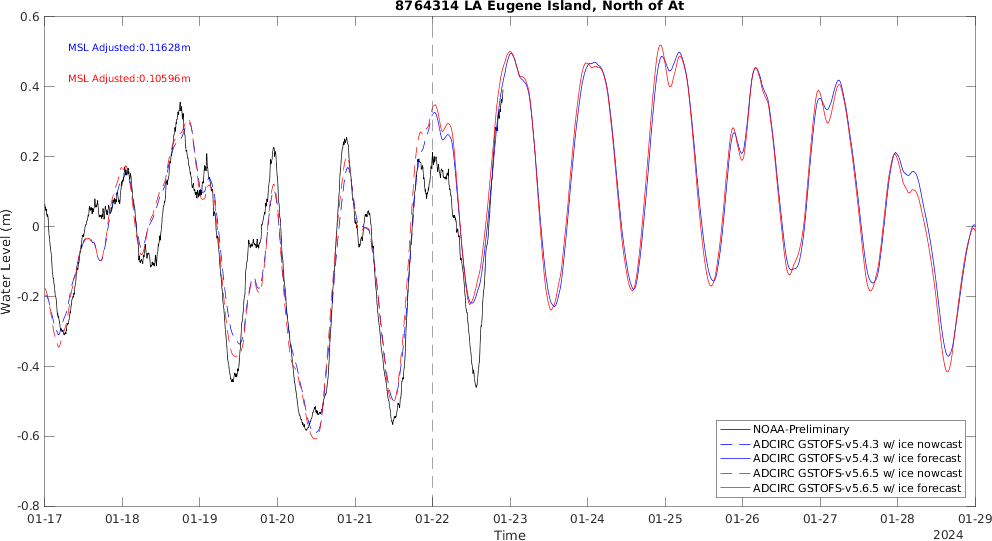 8764314 LA Eugene Island, North of At
MSL Adjusted:0.11628m
MSL Adjusted:0.10596m
Water Level (m)
0.6
0.4
0.2
0
-0.2
-0.4
-0.6
-0.8
NOAA-Preliminary
ADCIRC GSTOFS-v5.4.3 w/ ice nowcast
ADCIRC GSTOFS-v5.4.3 w/ ice forecast
ADCIRC GSTOFS-v5.6.5 w/ ice nowcast
ADCIRC GSTOFS-v5.6.5 w/ ice forecast
01-17 01-18 01-19 01-20 01-21 01-22 01-23 01-24 01-25 01-26 01-27 01-28 01-29
Time
2024